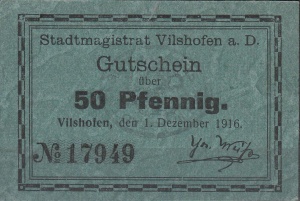 Stadtmagistrat Vilshofen a. D.
Gutschein
über
50 Pfennig.
Vilshofen, den 1. Dezember 1916.
№ 17949